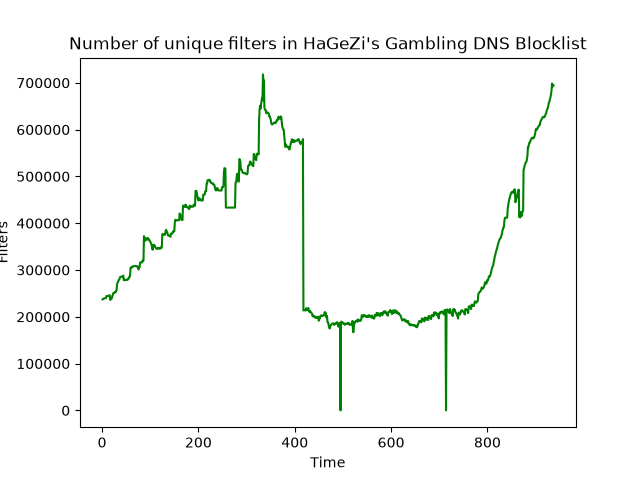 Number of unique filters in HaGeZi's Gambling DNS Blocklist
700000
600000
500000
400000
300000
200000
100000
0
Filters
0 200 400 600 800
Time